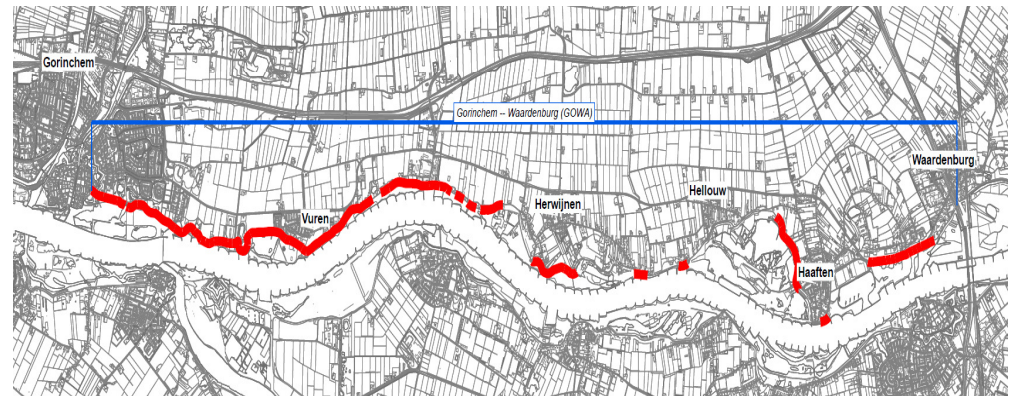 Gorinchem
Gorinchem -- Waardenburg (GOWA)
Waardenburg
Hellouw
Herwijnen
Vuren
Haaften